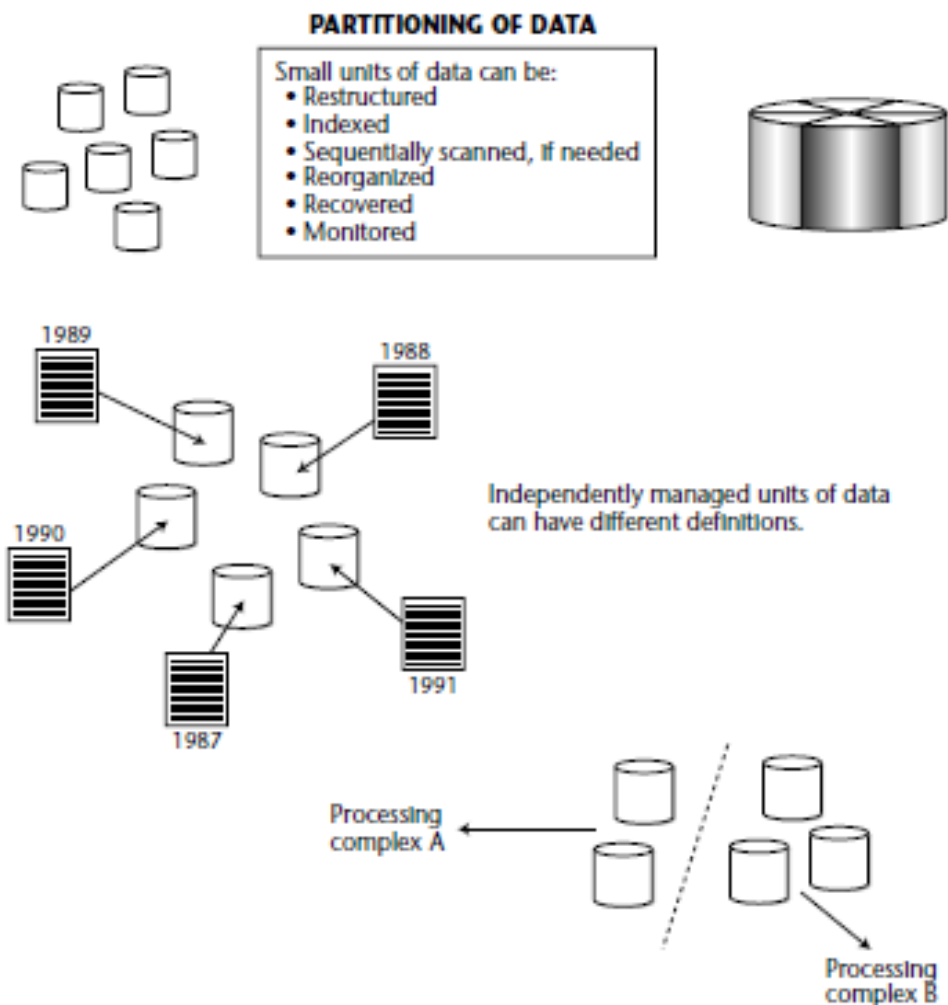 PARTITIONING OF DATA
Small units of data can be:
• Restructured
• Indexed
• Sequentially scanned, if needed
• Reorganized
• Recovered
• Monitored
1989
1988
Independently managed units of data
can have different definitions.
1990
1991
1987
Processing
complex A
Processing
complex B